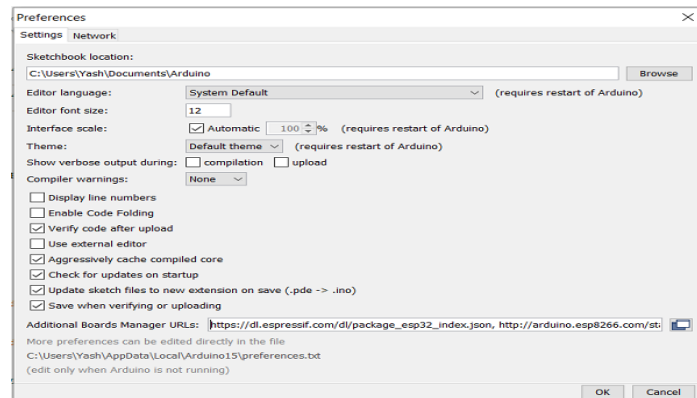 Preferences
Settings Network
Sketchbook location:
C:\Users\Yash\Documents\Arduino Browse
Editor language: System Default (requires restart of Arduino)
Editor font size: 12
Interface scale: Automatic 100 % (requires restart of Arduino)
Theme: Default theme (requires restart of Arduino)
Show verbose output during: compilation upload
Compiler warnings: None
Display line numbers
Enable Code Folding
Verify code after upload
Use external editor
Aggressively cache compiled core
Check for updates on startup
Update sketch files to new extension on save (.pde -> .ino)
Save when verifying or uploading
Additional Boards Manager URLs: https://dl.espressif.com/dl/package_esp32_index.json, http://arduino.esp8266.com/sta
More preferences can be edited directly in the file
C:\Users\Yash\AppData\Local\Arduino15\preferences.txt
(edit only when Arduino is not running)
OK Cancel